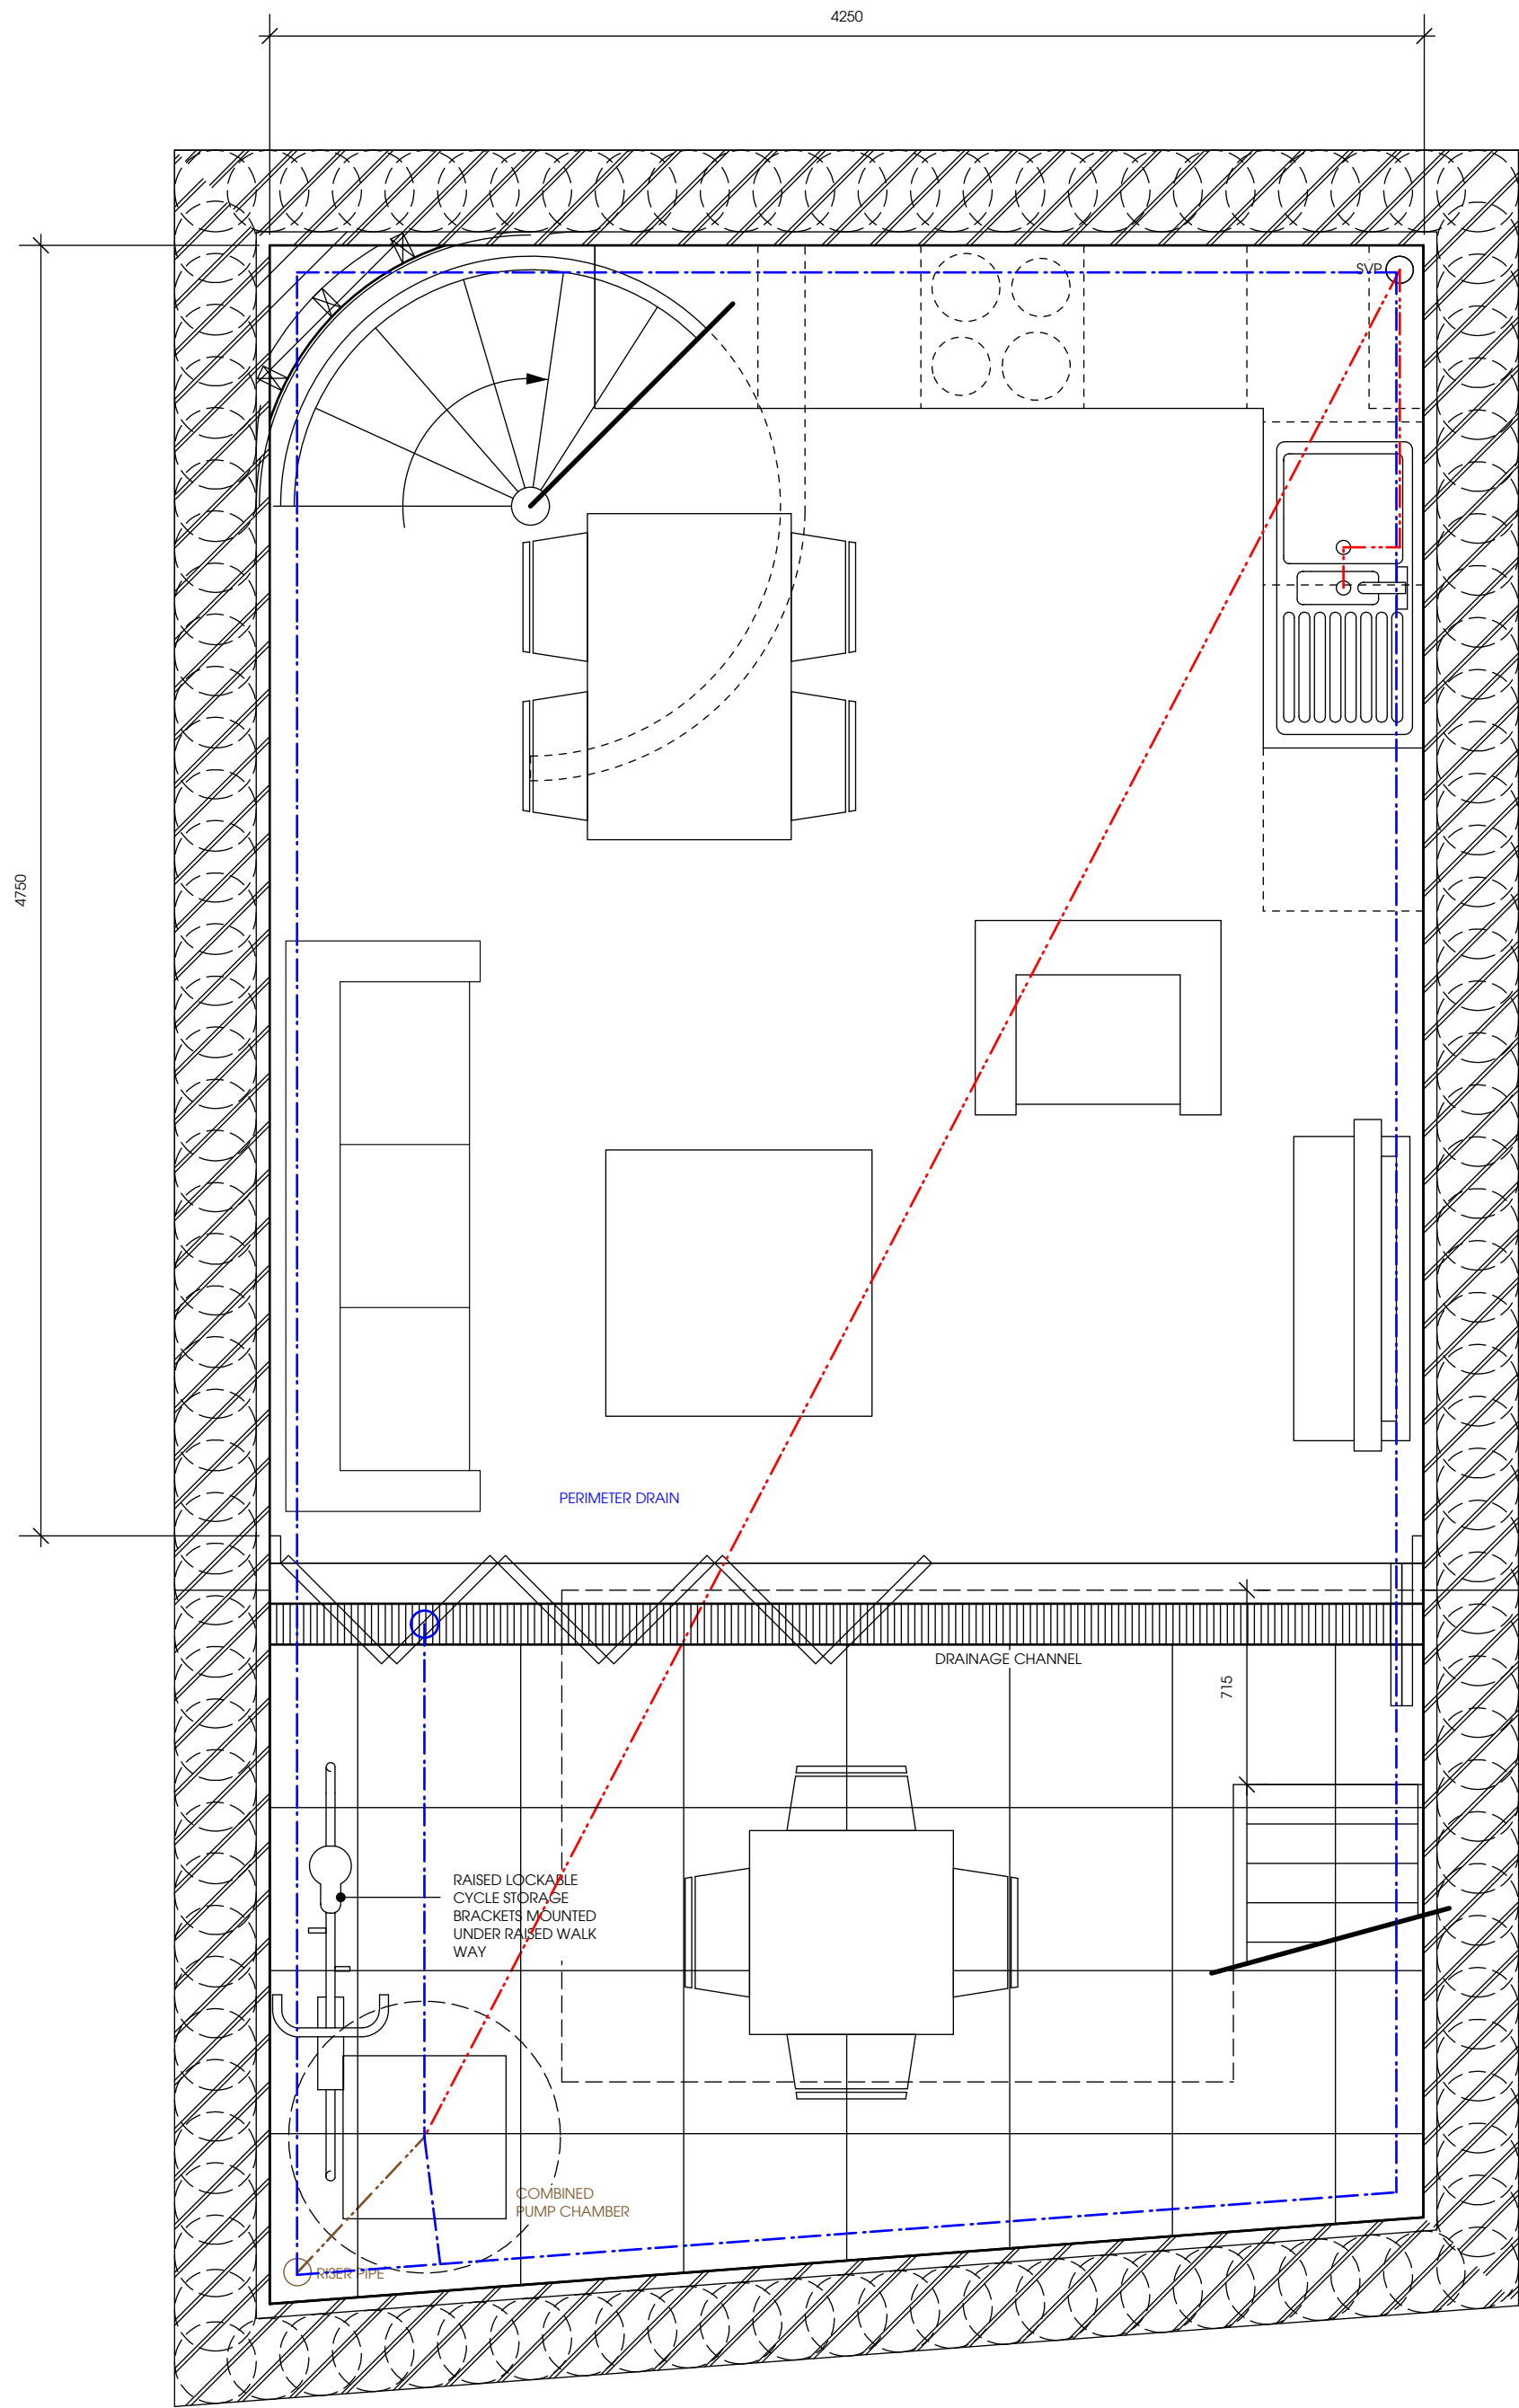 4250
SVP
4750
PERIMETER DRAIN
DRAINAGE CHANNEL
715
RAISED LOCKABLE
CYCLE STORAGE
BRACKETS MOUNTED
UNDER RAISED WALK
WAY
COMBINED
PUMP CHAMBER
RISER PIPE